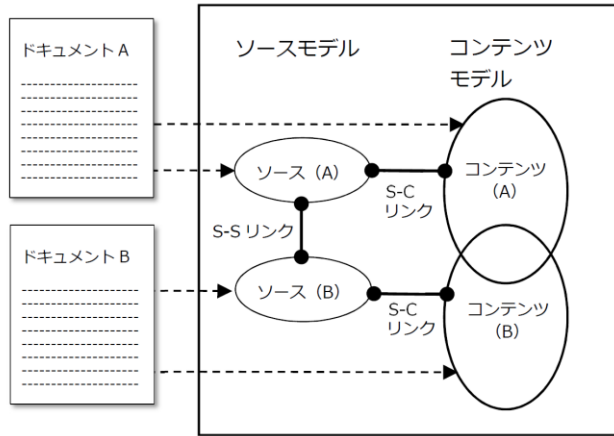 ドキュメント A
ソースモデル
コンテンツ
モデル
ソース（A）
S-C
リンク
コンテンツ
（A）
S-S リンク
ドキュメント B
ソース（B）
S-C
リンク
コンテンツ
（B）